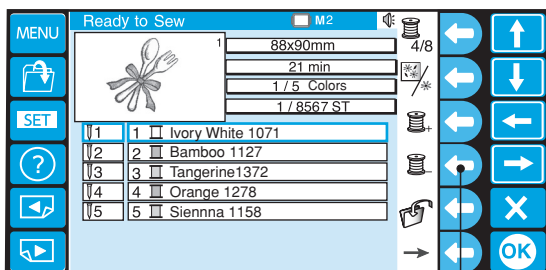 MENU
Ready to Sew
M2
4/8
1
88x90mm
21 min
1 / 5 Colors
1 / 8567 ST
SET
1 1 Ivory White 1071
2 2 Bamboo 1127
?
3 3 Tangerine1372
4 4 Orange 1278
5 5 Siennna 1158
X
OK